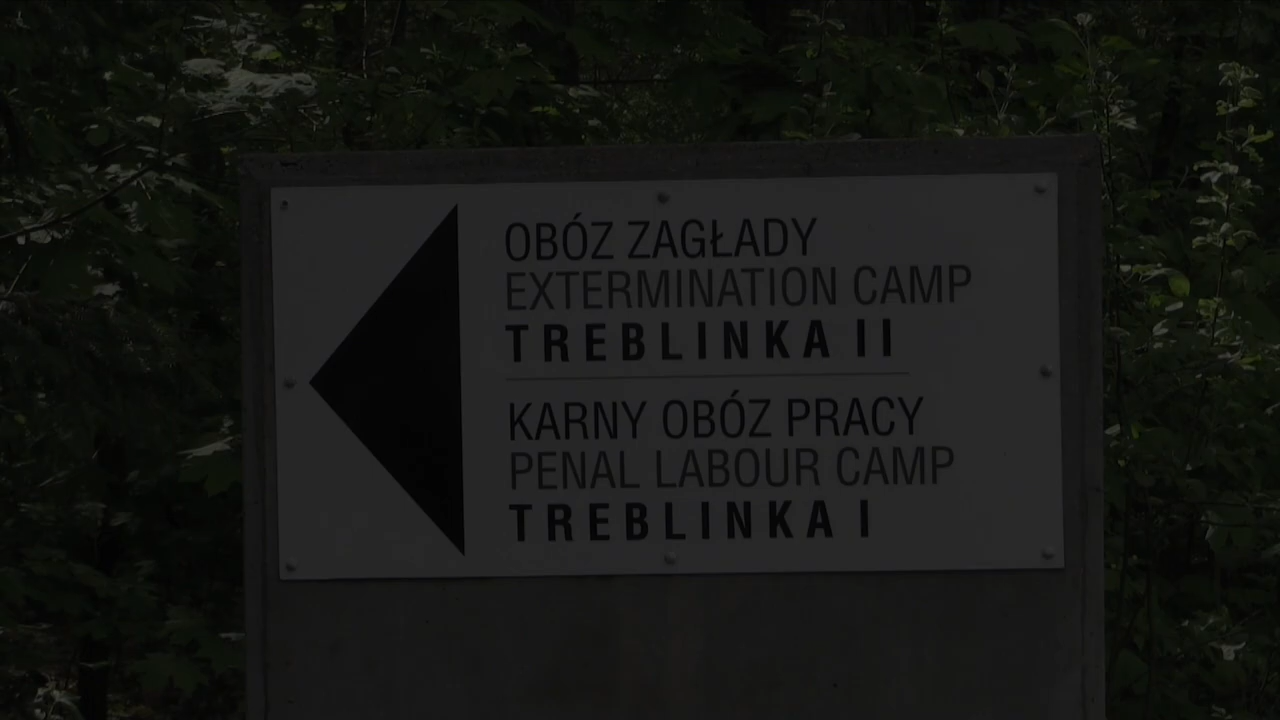 OBÓZ ZAGŁADY
EXTERMINATION CAMP
TREBLINKA II
KARNY OBÓZ PRACY
PENAL LABOUR CAMP
TREBLINKA I